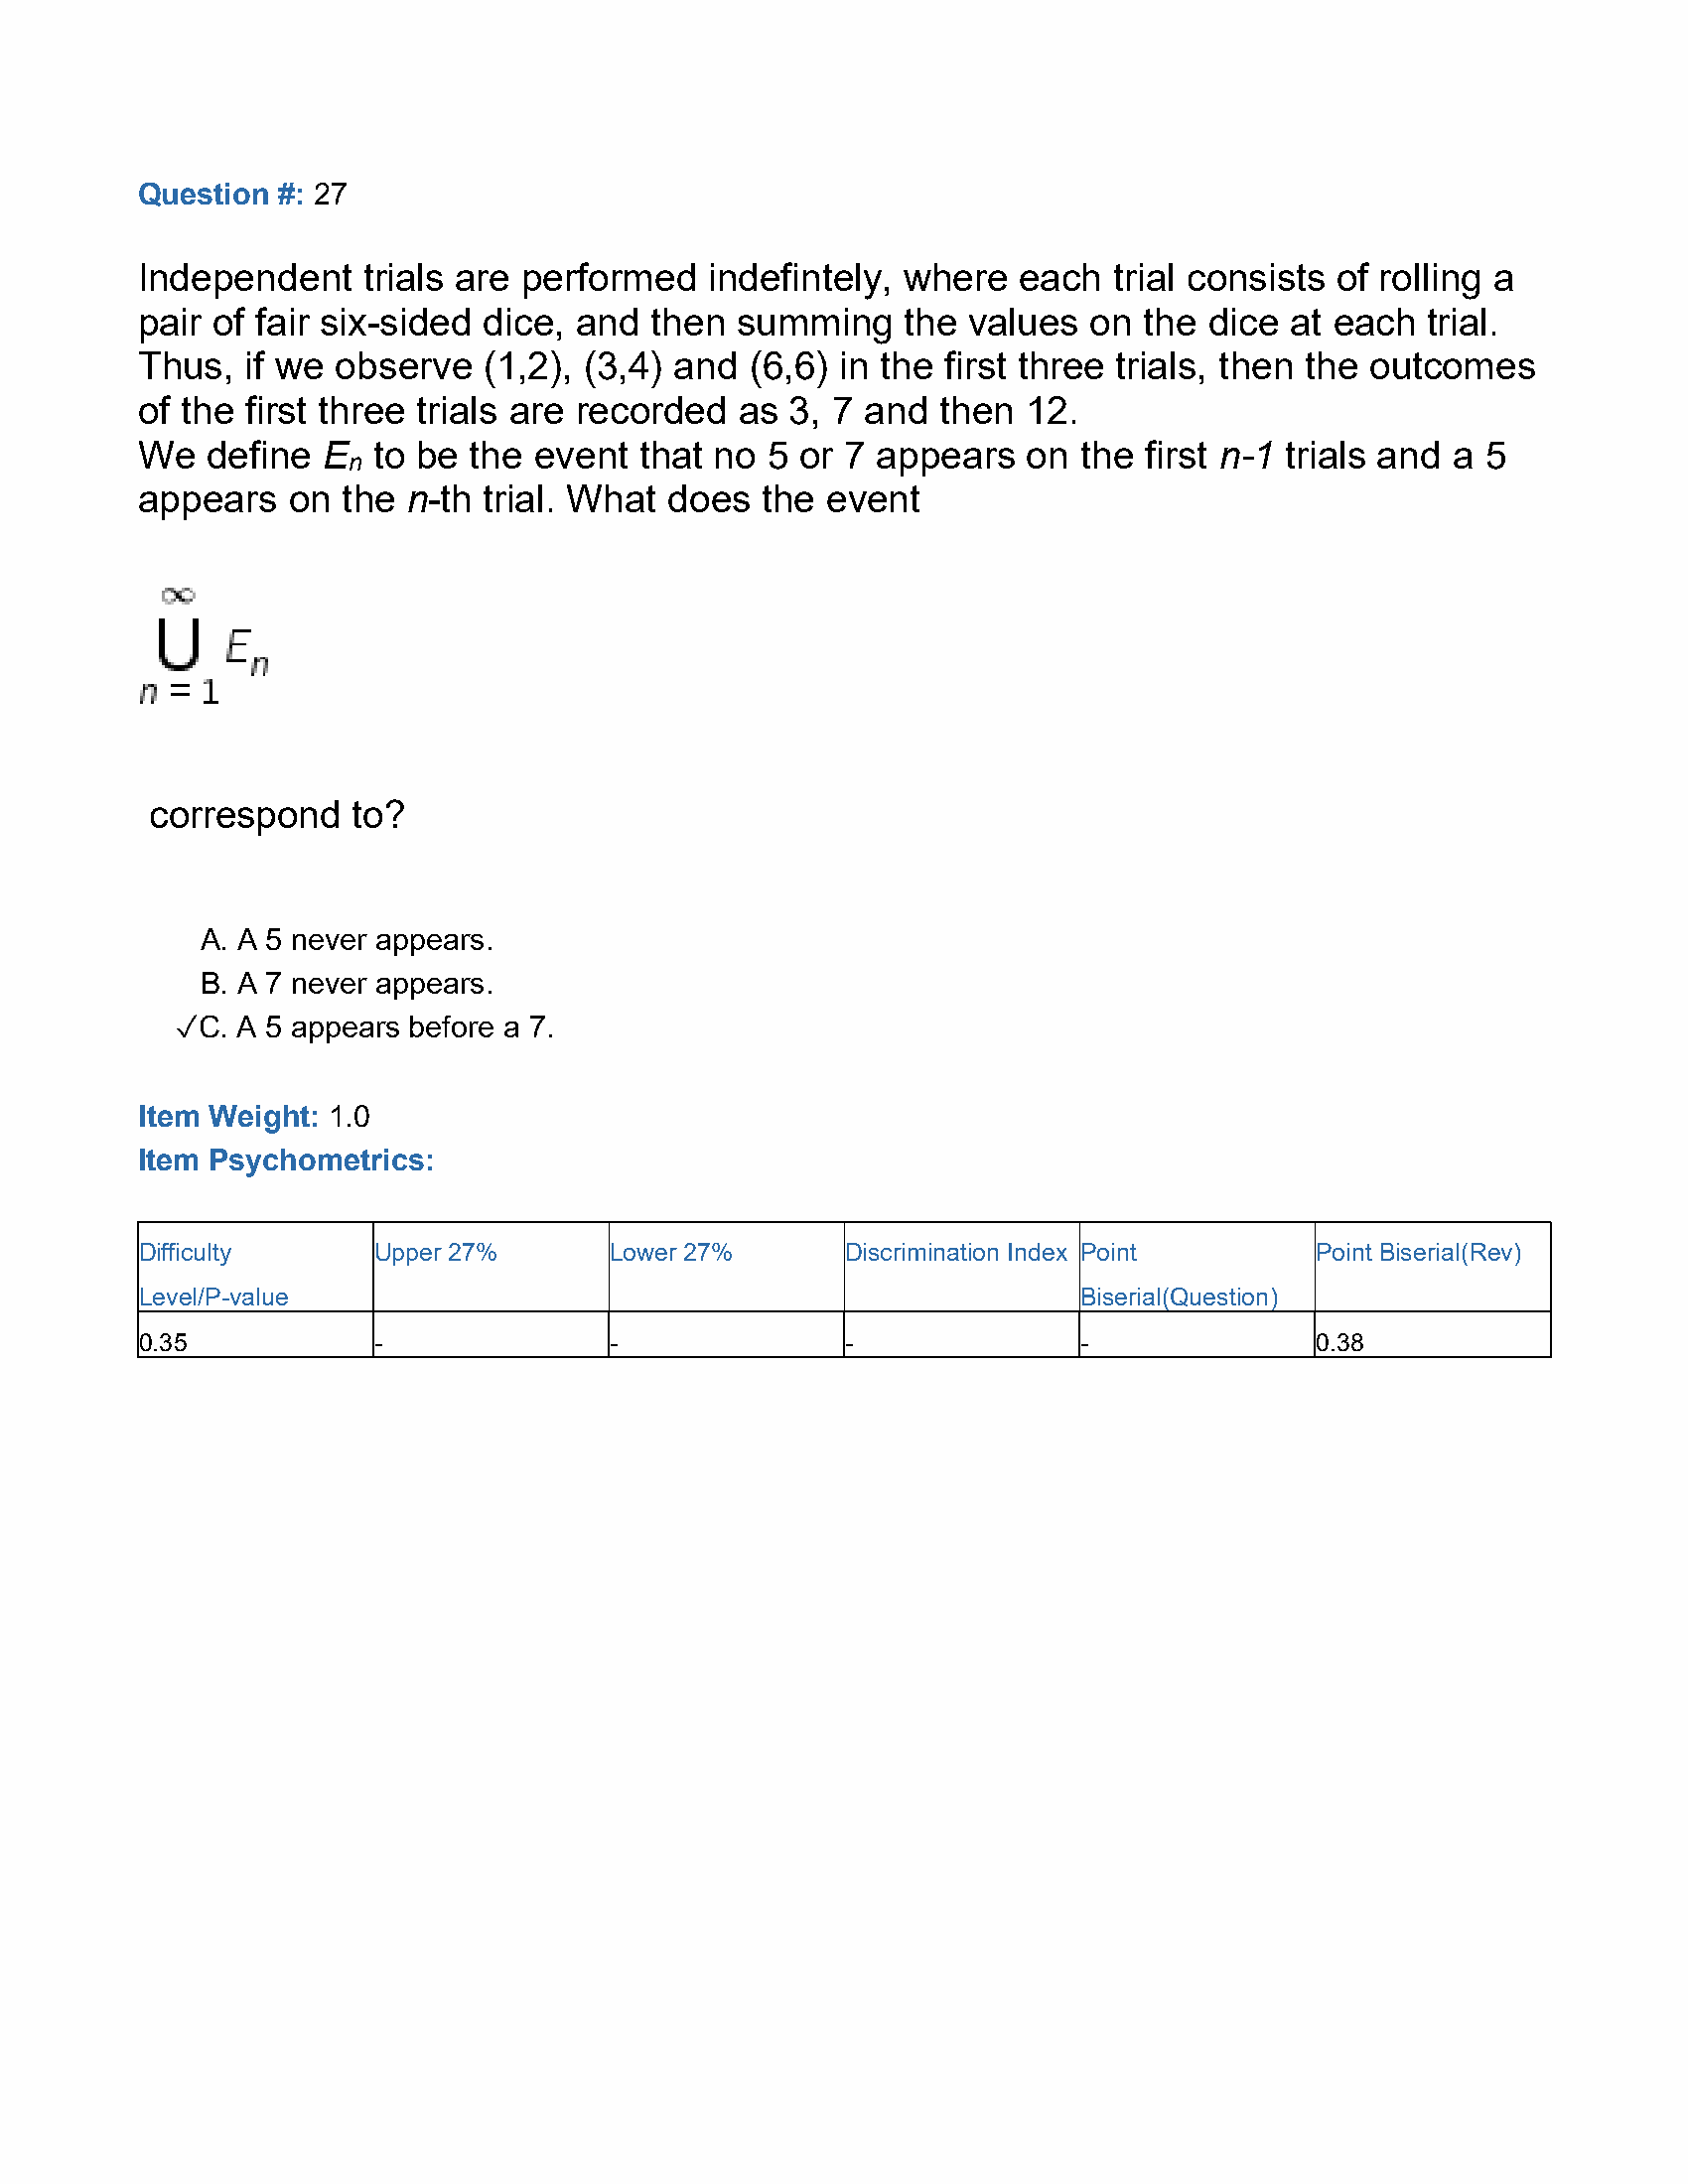 Question #: 27
Independent trials are performed indefintely, where each trial consists of rolling a
pair of fair six-sided dice, and then summing the values on the dice at each trial.
Thus, if we observe (1,2), (3,4) and (6,6) in the first three trials, then the outcomes
of the first three trials are recorded as 3, 7 and then 12.
We define En to be the event that no 5 or 7 appears on the first n-1 trials and a 5
appears on the n-th trial. What does the event
∞
∪ En
n = 1
correspond to?
A. A 5 never appears.
B. A 7 never appears.
✓C. A 5 appears before a 7.
Item Weight: 1.0
Item Psychometrics:
Difficulty Level/P-value Upper 27% Lower 27% Discrimination Index Point Biserial(Question) Point Biserial(Rev)
0.35 - - - - 0.38